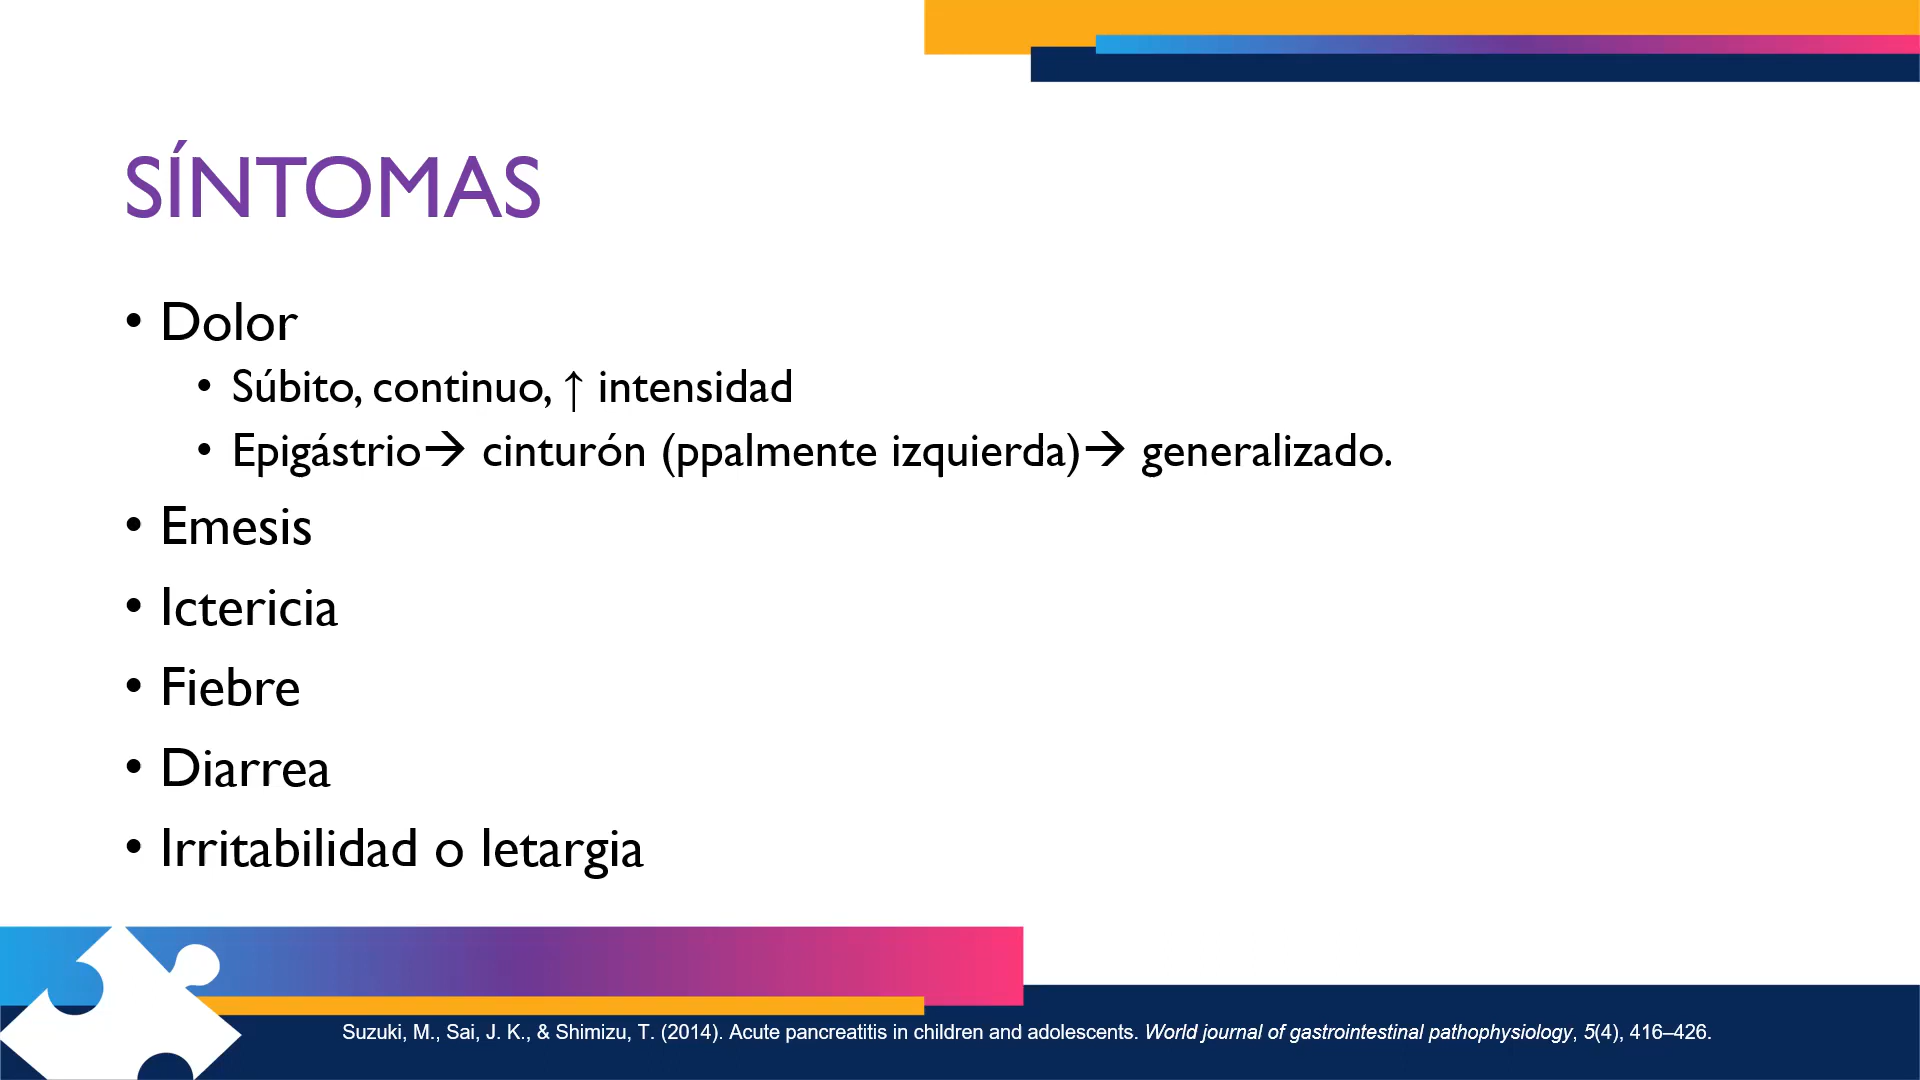 SÍNTOMAS
• Dolor
• Súbito, continuo, ↑ intensidad
• Epigástrio→ cinturón (ppalmente izquierda)→ generalizado.
• Emesis
• Ictericia
• Fiebre
• Diarrea
• Irritabilidad o letargia
Suzuki, M., Sai, J. K., & Shimizu, T. (2014). Acute pancreatitis in children and adolescents. World journal of gastrointestinal pathophysiology, 5(4), 416–426.